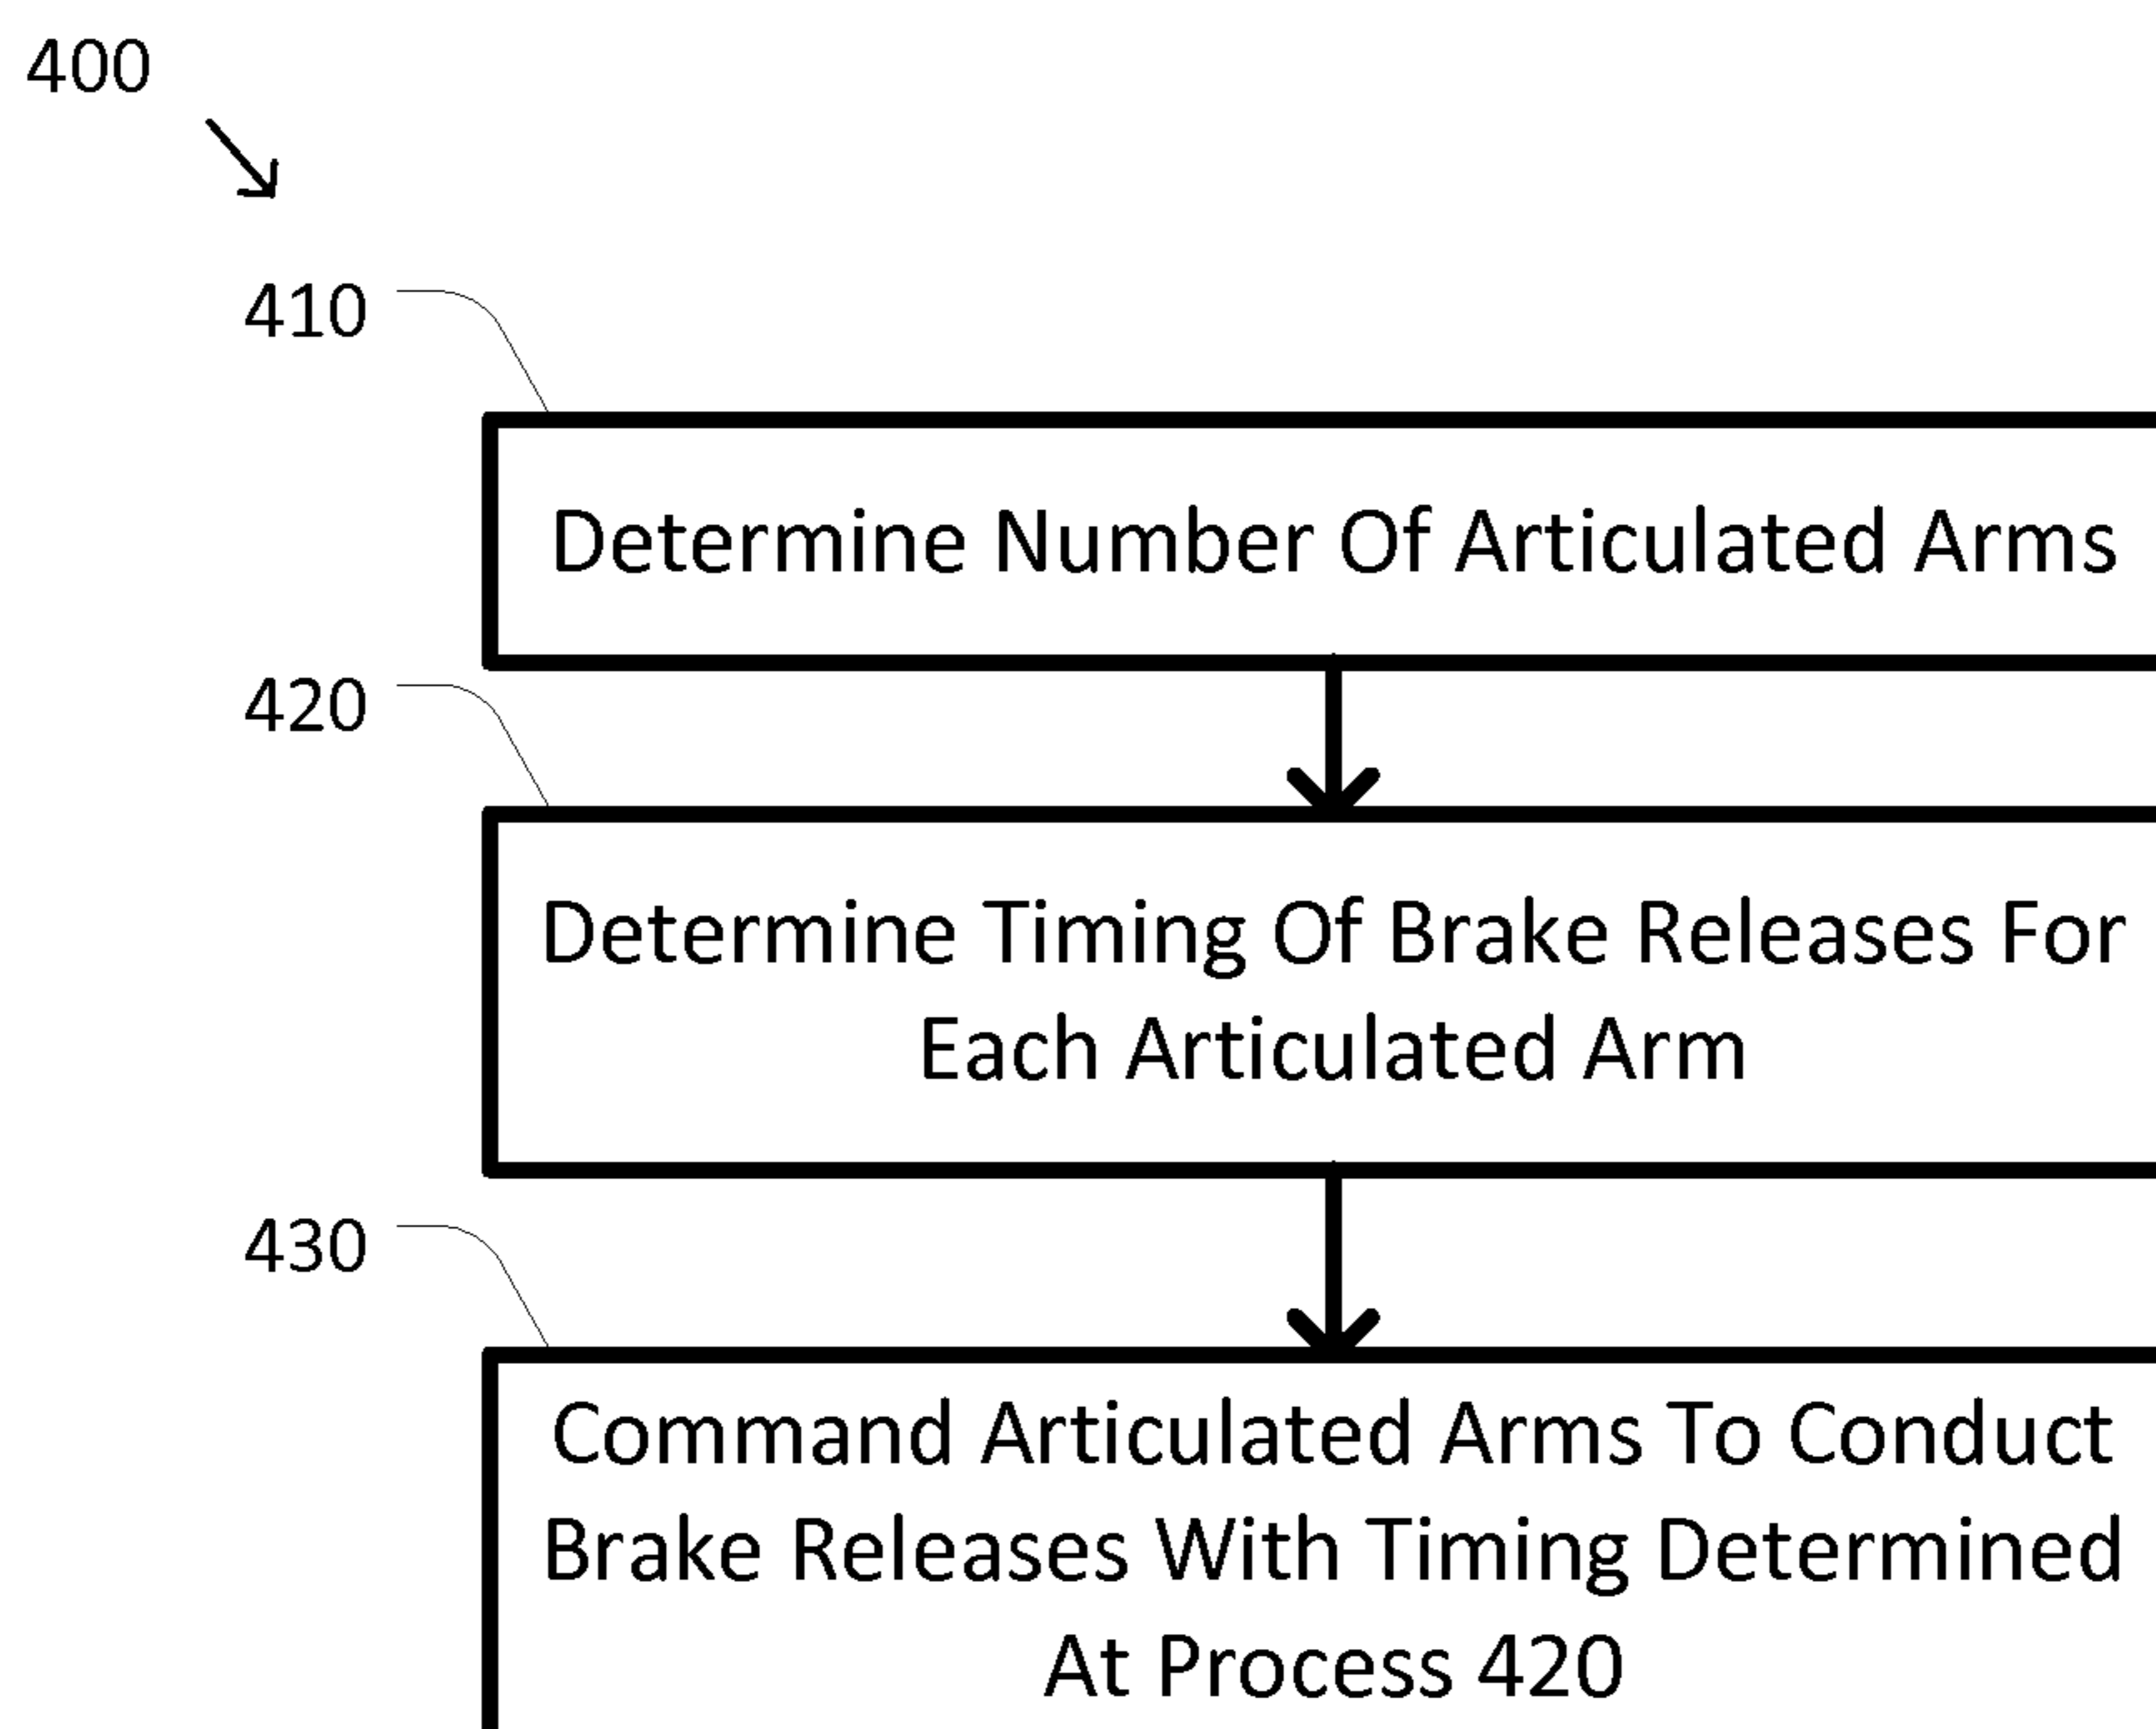 400
410
Determine Number Of Articulated Arms
420
Determine Timing Of Brake Releases For
Each Articulated Arm
430
Command Articulated Arms To Conduct
Brake Releases With Timing Determined
At Process 420